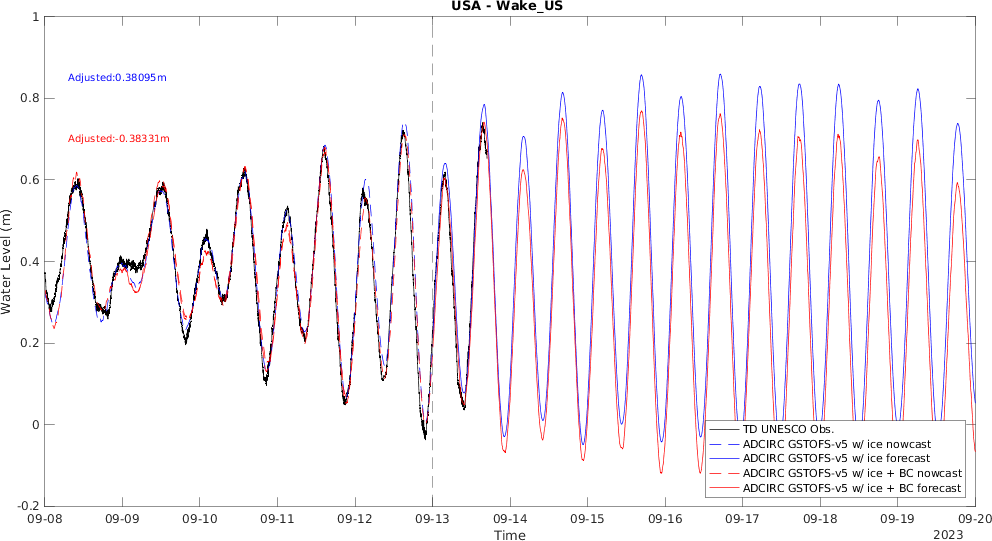 USA - Wake_US
1
0.8
0.6
0.4
0.2
0
-0.2
Water Level (m)
Adjusted:0.38095m
Adjusted:-0.38331m
TD UNESCO Obs.
ADCIRC GSTOFS-v5 w/ ice nowcast
ADCIRC GSTOFS-v5 w/ ice forecast
ADCIRC GSTOFS-v5 w/ ice + BC nowcast
ADCIRC GSTOFS-v5 w/ ice + BC forecast
09-08 09-09 09-10 09-11 09-12 09-13 09-14 09-15 09-16 09-17 09-18 09-19 09-20
Time
2023